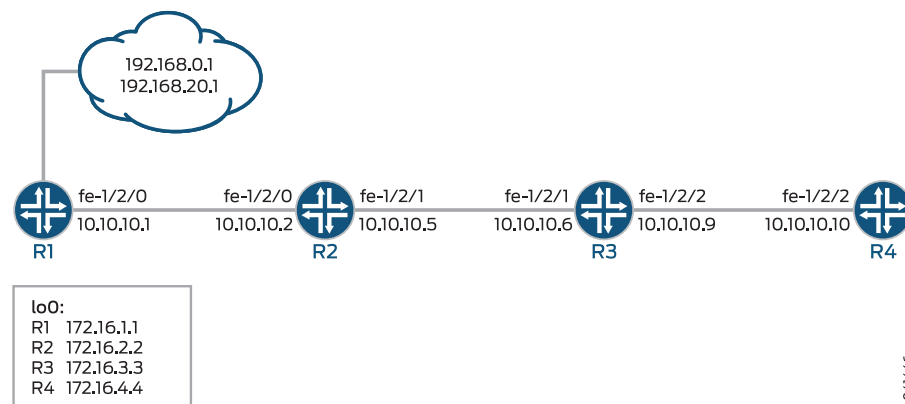 192.168.0.1
192.168.20.1
fe-1/2/0
10.10.10.1
fe-1/2/0
10.10.10.2
fe-1/2/1
10.10.10.5
fe-1/2/1
10.10.10.6
fe-1/2/2
10.10.10.9
fe-1/2/2
10.10.10.10
R1
R2
R3
R4
lo0:
R1 172.16.1.1
R2 172.16.2.2
R3 172.16.3.3
R4 172.16.4.4